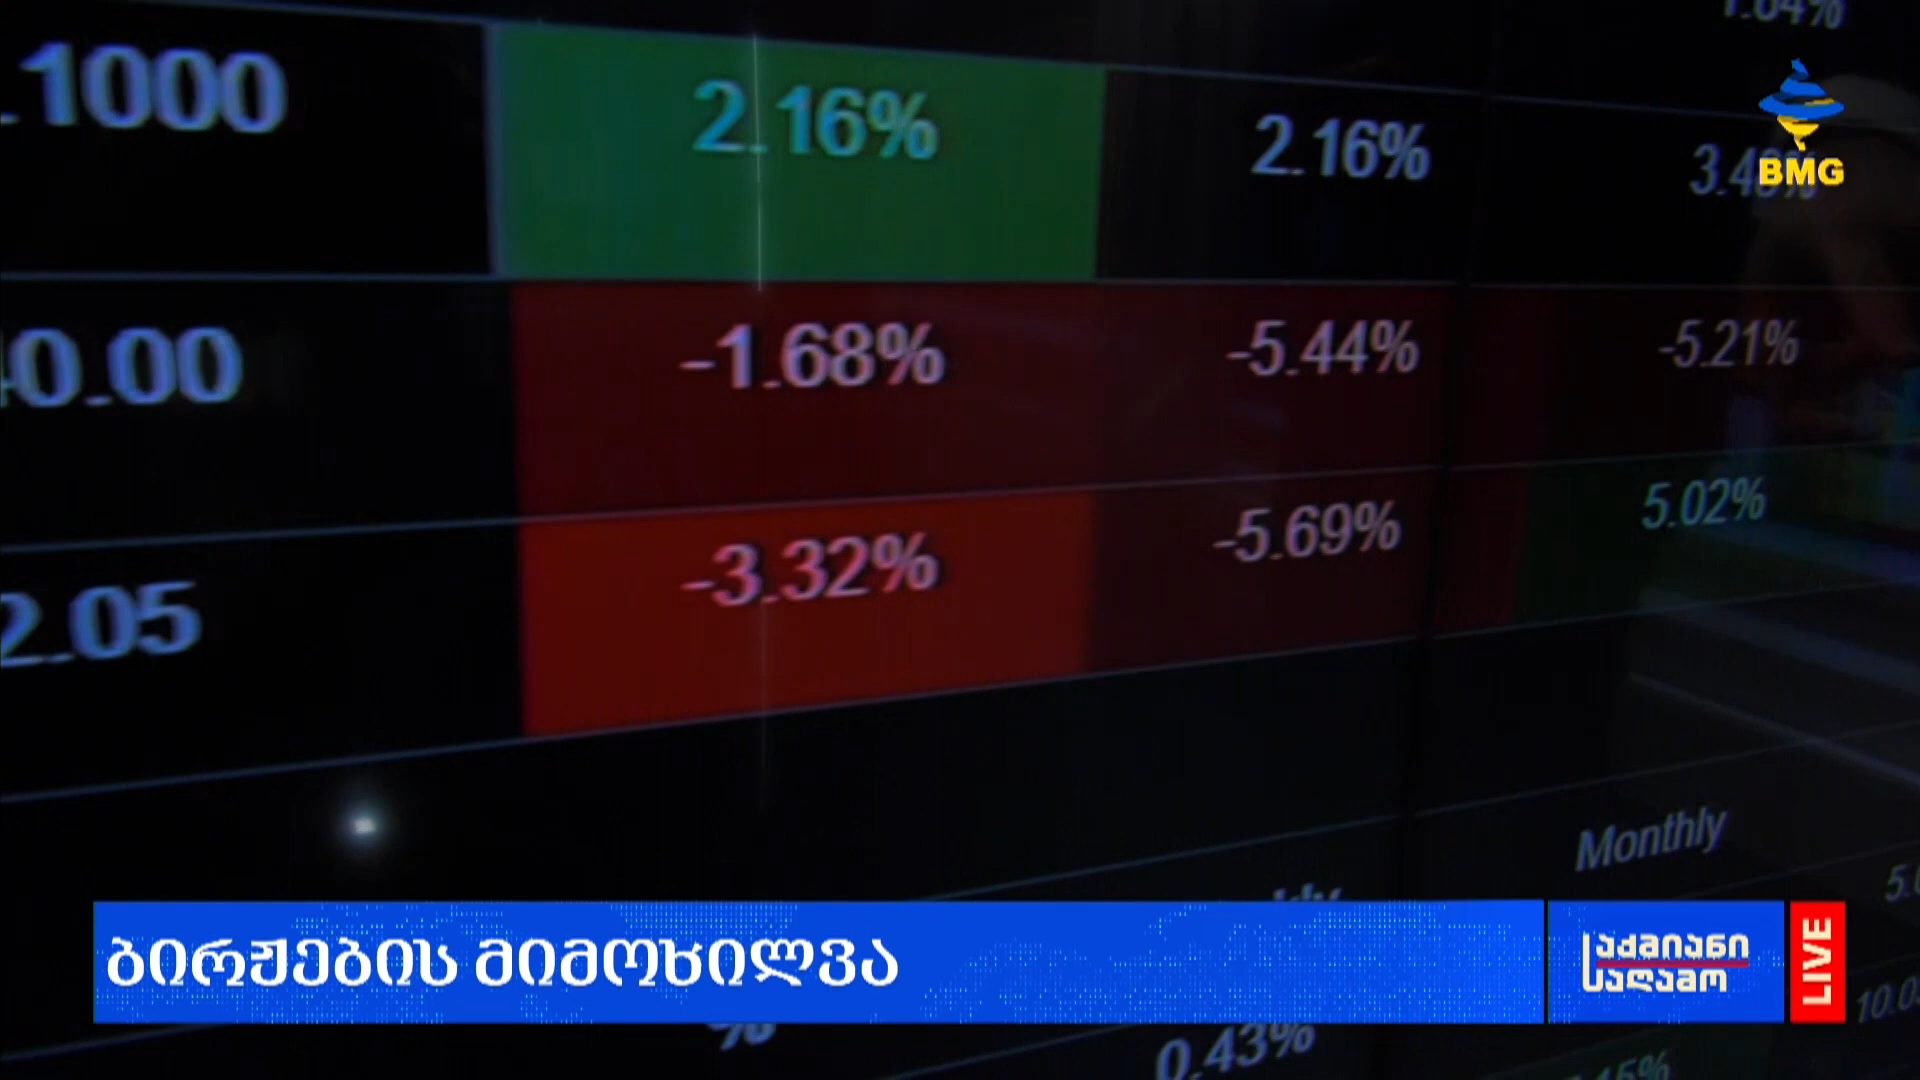 .1000 2.16% 2.16%
BMG
0.00 -1.68% -5.44% -5.21%
2.05 -3.32% -5.69% 5.02%
Monthly
ბირჟების მიმოხილვა
საქმიანი
საღამო
LIVE
0.43%